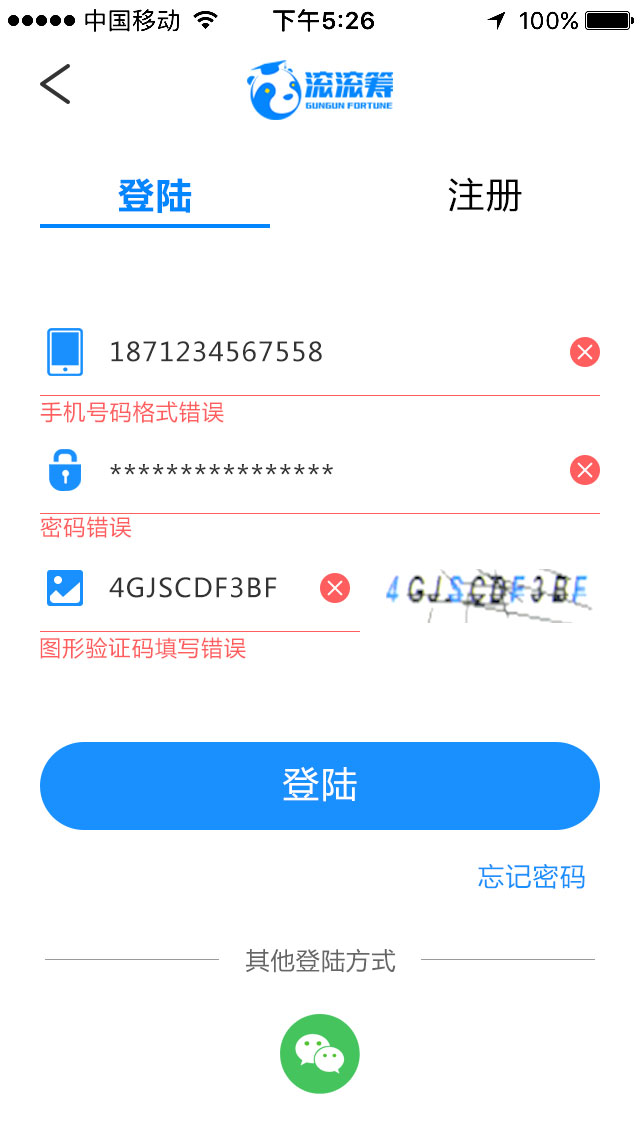 中国移动 下午5:26 100%
滚滚筹
GUNGUN FORTUNE
登陆 注册
1871234567558
手机号码格式错误
****************
密码错误
4GJSCDF3BF 4GJSCDF3BF
图形验证码填写错误
登陆
忘记密码
其他登陆方式